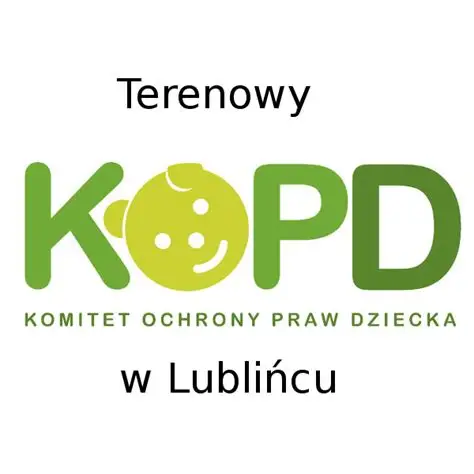 Terenowy
KOPD
KOMITET OCHRONY PRAW DZIECKA
w Lublińcu